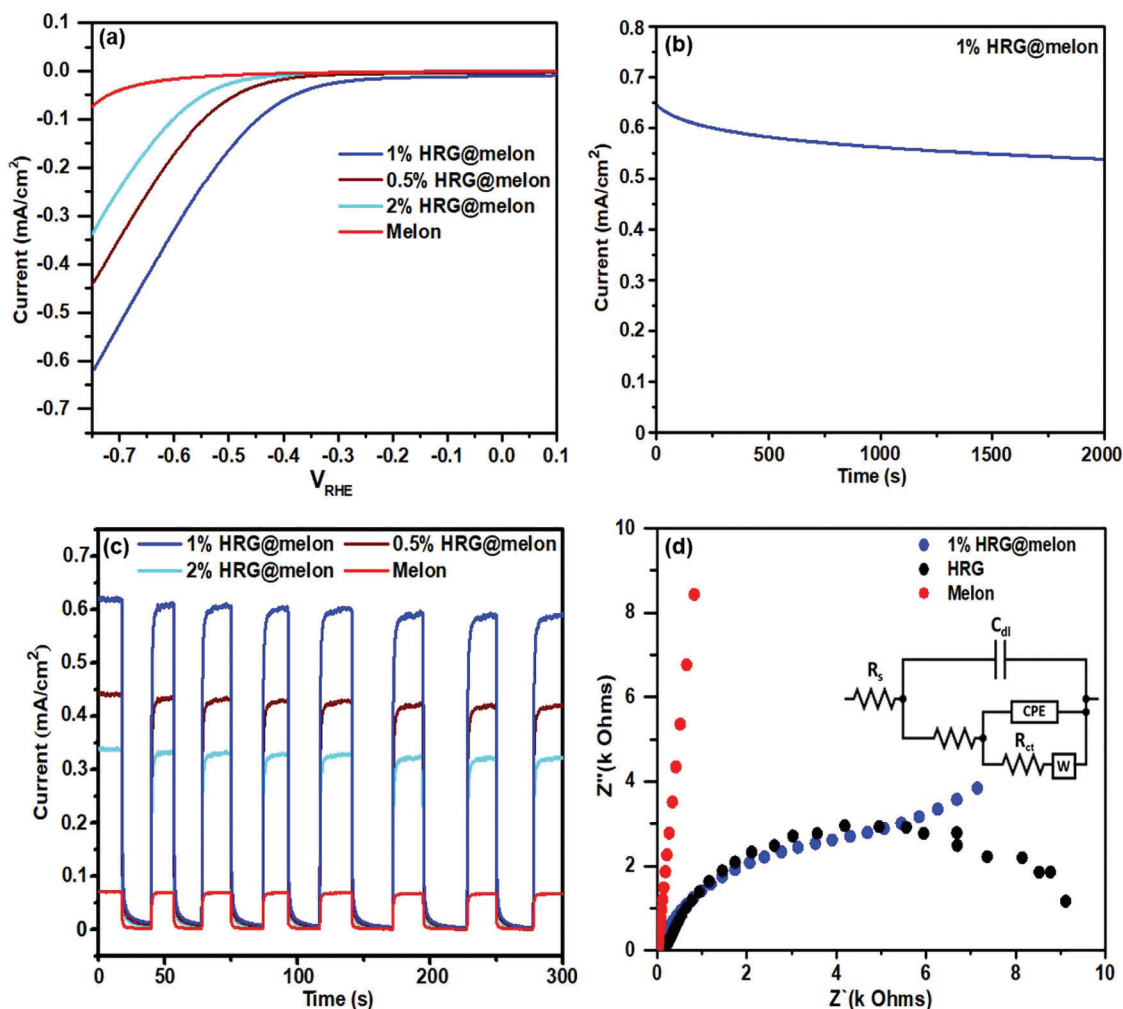 (a)
0.1
0.0
-0.1
-0.2
-0.3
-0.4
-0.5
-0.6
-0.7
Current (mA/cm²)
1% HRG@melon
0.5% HRG@melon
2% HRG@melon
Melon
-0.7 -0.6 -0.5 -0.4 -0.3 -0.2 -0.1 0.0 0.1
V_RHE
(b)
1% HRG@melon
0.8
0.7
0.6
0.5
0.4
0.3
0.2
0.1
0
Current (mA/cm²)
0 500 1000 1500 2000
Time (s)
(c)
1% HRG@melon 0.5% HRG@melon
2% HRG@melon Melon
0.7
0.6
0.5
0.4
0.3
0.2
0.1
0
Current (mA/cm²)
0 50 100 200 300
Time (s)
(d)
1% HRG@melon
HRG
Melon
10
8
6
4
2
0
Z''(k Ohms)
C_dl
R_s
CPE
R_ct
W
0 2 4 6 8 10
Z`(k Ohms)